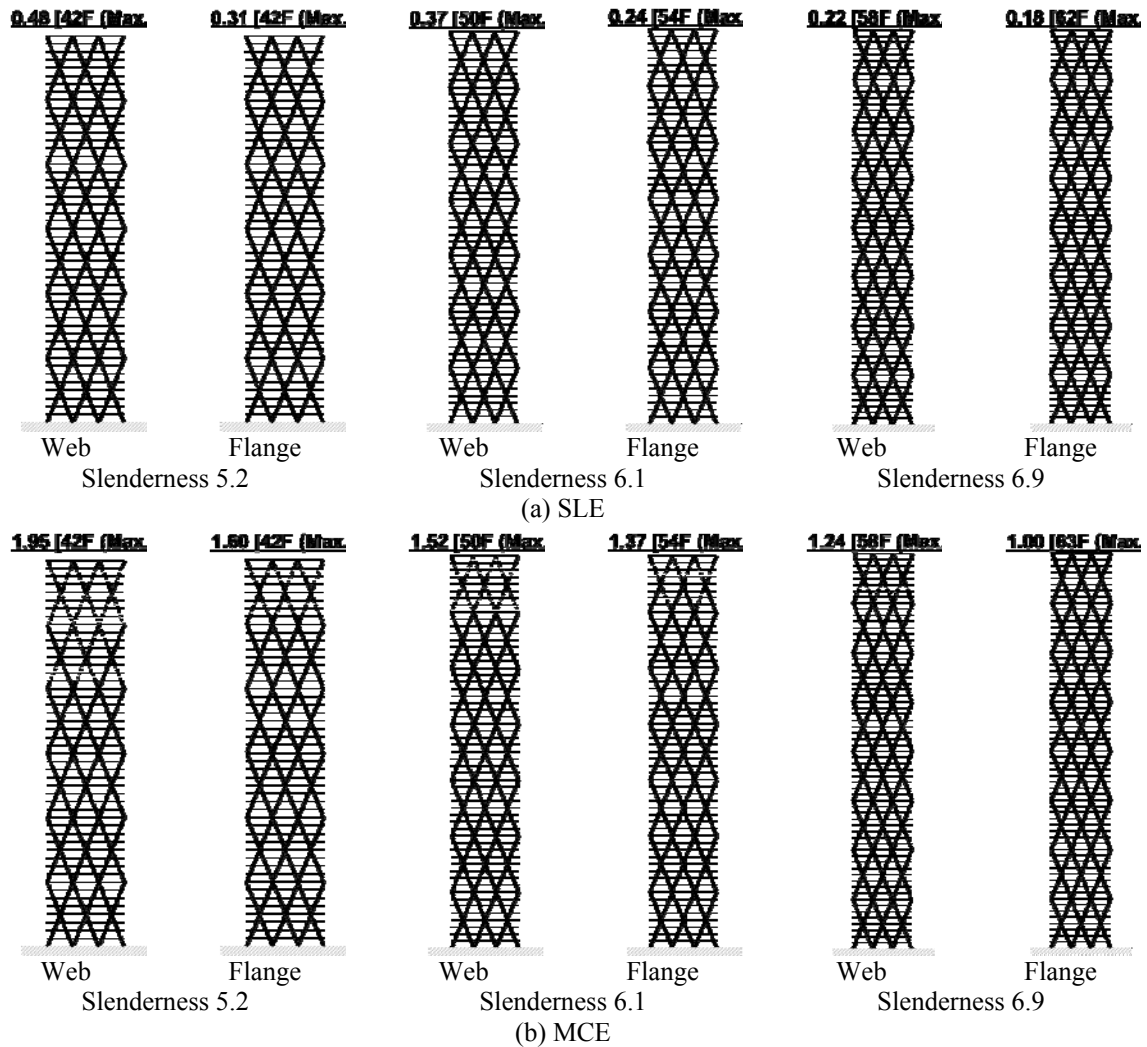 0.48 [42F (Max. 0.31 [42F (Max. 0.37 [50F (Max. 0.24 [54F (Max. 0.22 [58F (Max. 0.18 [62F (Max.
Web Flange Web Flange Web Flange
Slenderness 5.2 Slenderness 6.1 Slenderness 6.9
(a) SLE
1.95 [42F (Max. 1.60 [42F (Max. 1.52 [50F (Max. 1.37 [54F (Max. 1.24 [58F (Max. 1.00 [63F (Max.
Web Flange Web Flange Web Flange
Slenderness 5.2 Slenderness 6.1 Slenderness 6.9
(b) MCE